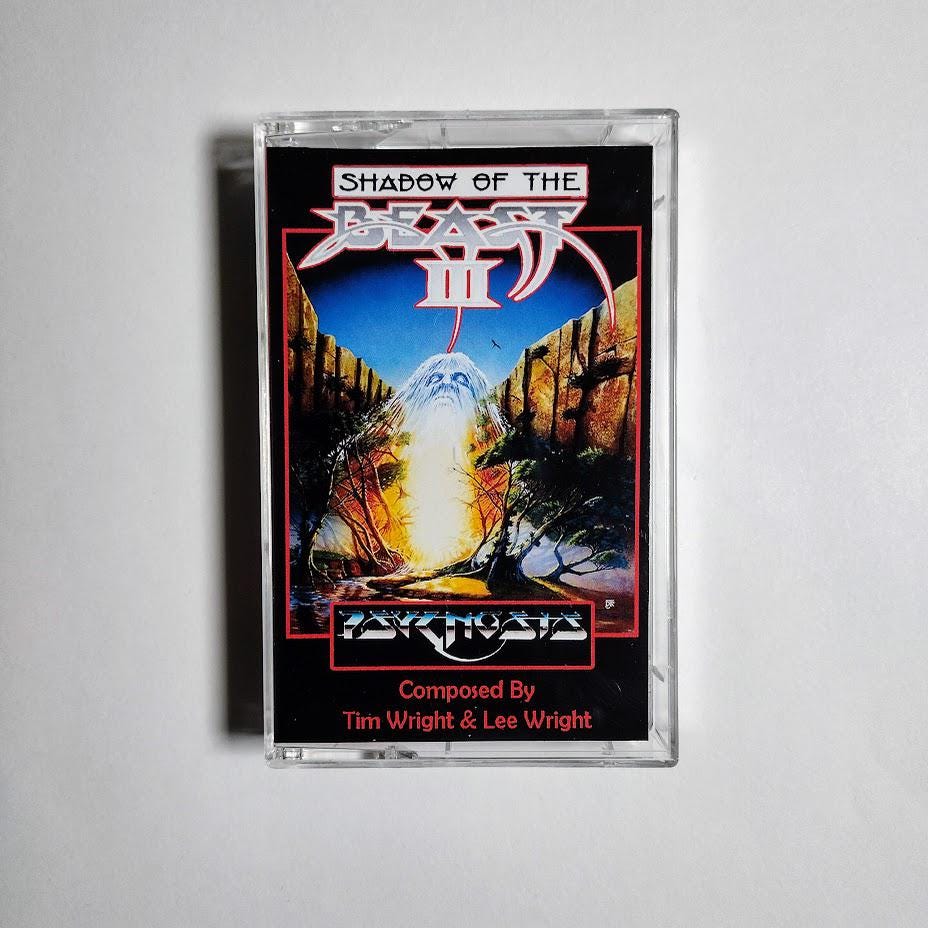 SHADOW OF THE
BEAST
III
PSYGNOSIS
Composed By
Tim Wright & Lee Wright